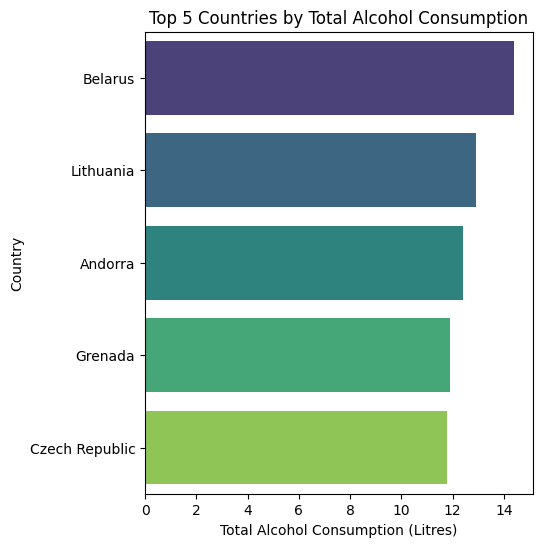 Top 5 Countries by Total Alcohol Consumption
Belarus
Lithuania
Andorra
Grenada
Czech Republic
Country
0 2 4 6 8 10 12 14
Total Alcohol Consumption (Litres)